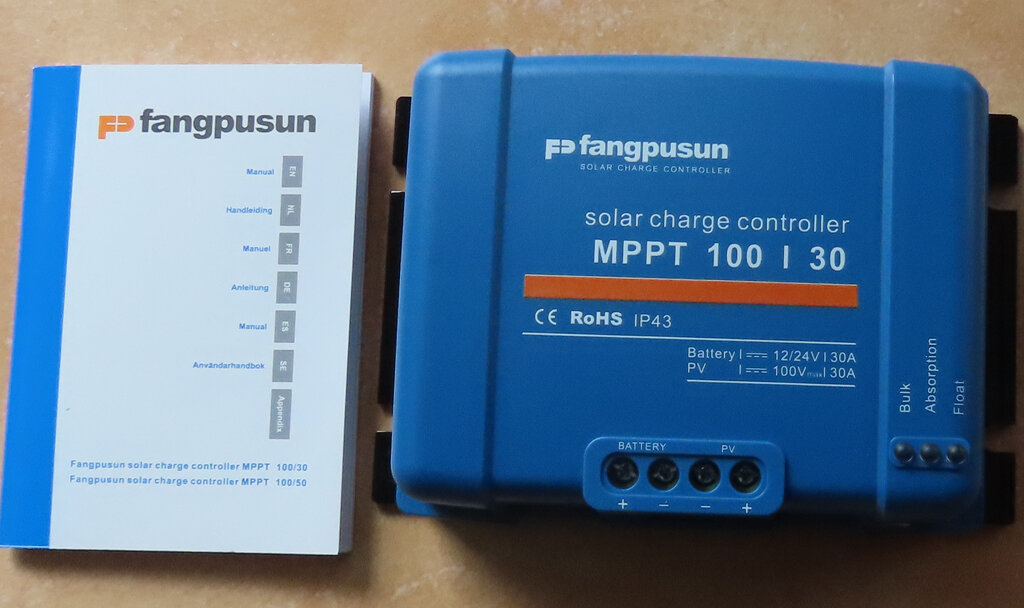 fangpusun
Manual EN
Handleiding NL
Manuel FR
Anleitung DE
Manual ES
Användarhandbok SE
Appendix
Fangpusun solar charge controller MPPT 100/30
Fangpusun solar charge controller MPPT 100/50
fangpusun
SOLAR CHARGE CONTROLLER
solar charge controller
MPPT 100 | 30
CE RoHS IP43
Battery | 12/24V | 30A
PV | 100Vmax | 30A
Bulk
Absorption
Float
BATTERY PV
+ − − +